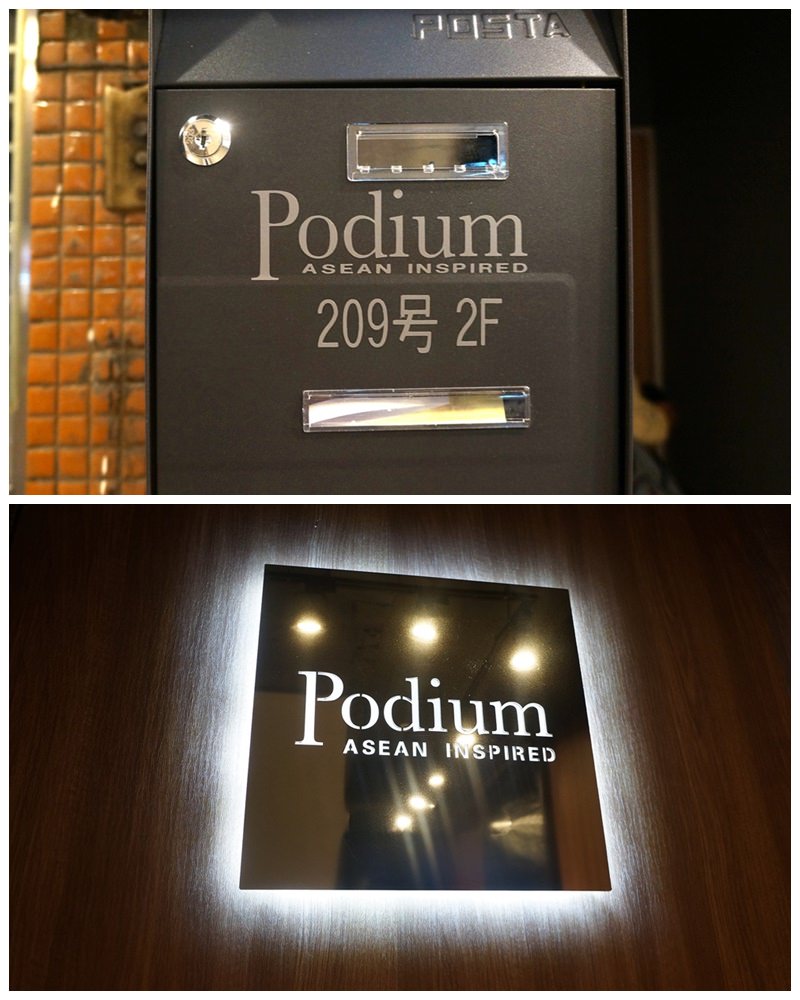 POSTA
Podium
ASEAN INSPIRED
209号 2F
Podium
ASEAN INSPIRED